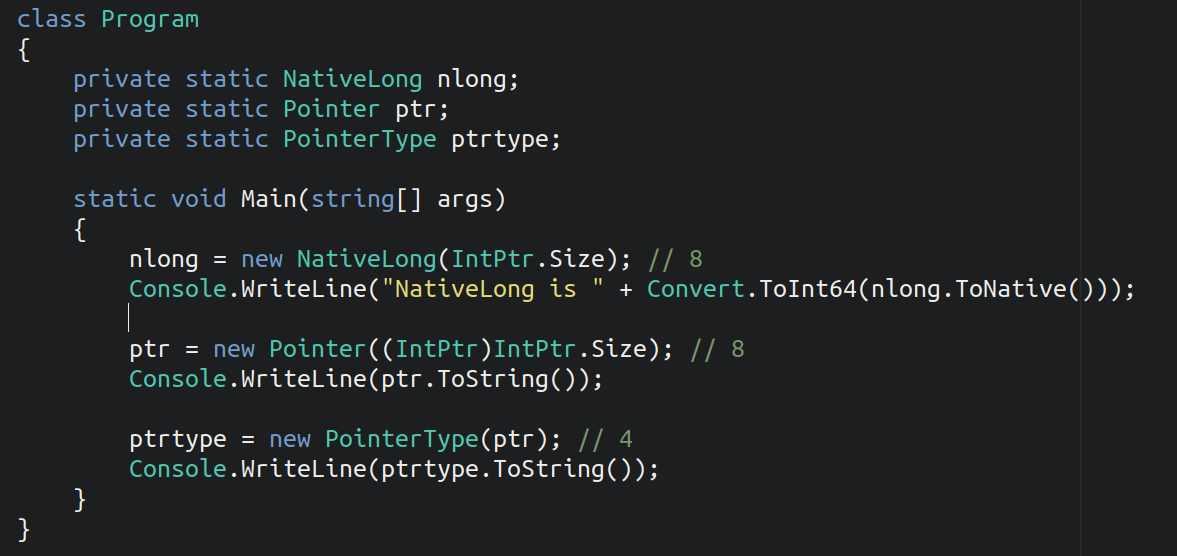 class Program
{
    private static NativeLong nlong;
    private static Pointer ptr;
    private static PointerType ptrtype;

    static void Main(string[] args)
    {
        nlong = new NativeLong(IntPtr.Size); // 8
        Console.WriteLine("NativeLong is " + Convert.ToInt64(nlong.ToNative()));

        ptr = new Pointer((IntPtr)IntPtr.Size); // 8
        Console.WriteLine(ptr.ToString());

        ptrtype = new PointerType(ptr); // 4
        Console.WriteLine(ptrtype.ToString());
    }
}